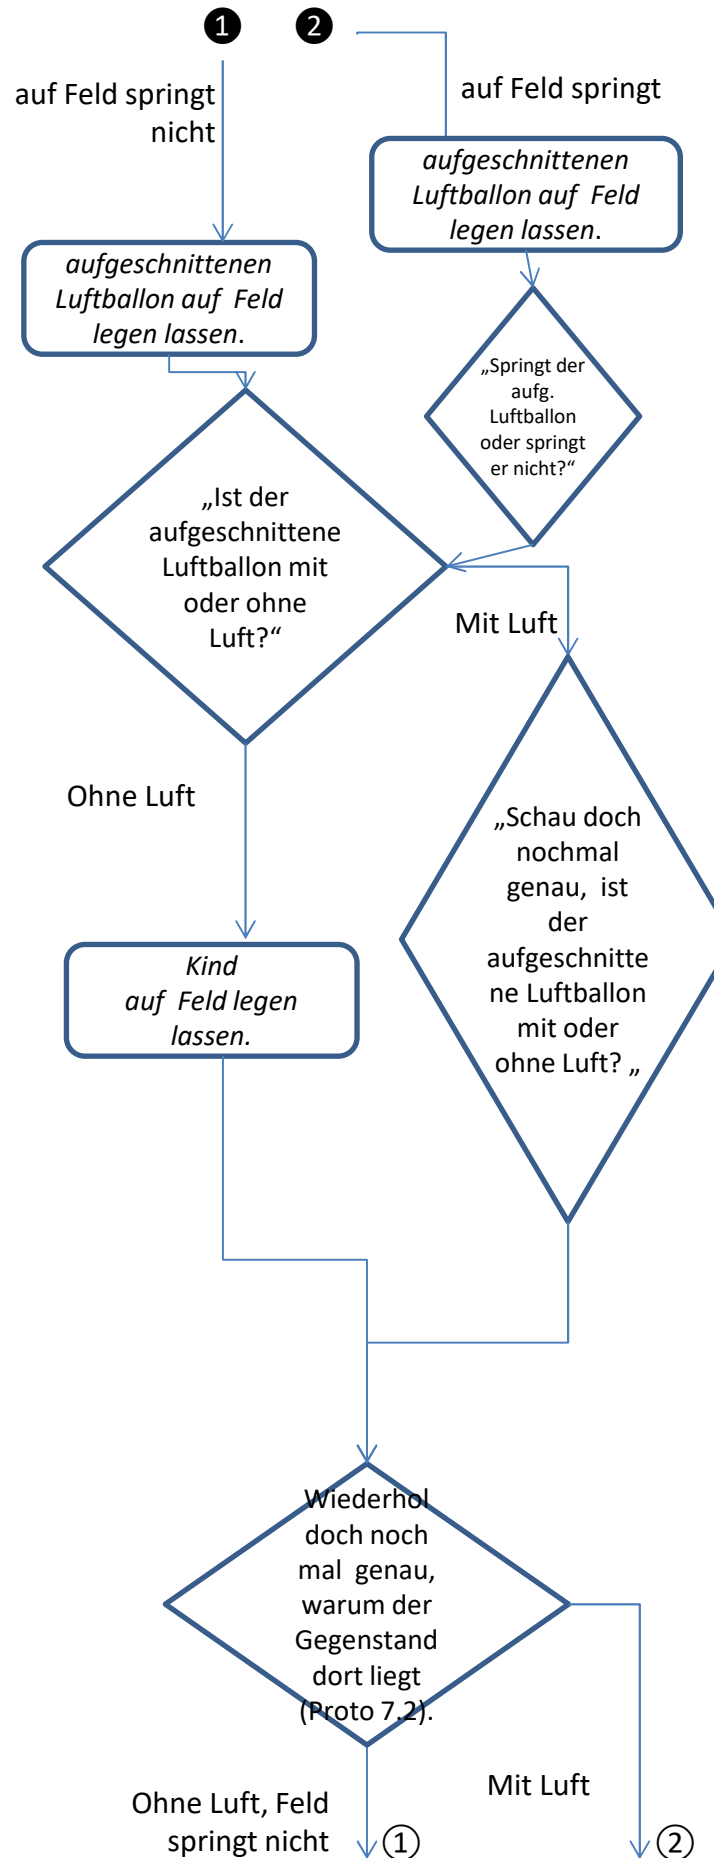 ❶ ❷
auf Feld springt
nicht
auf Feld springt
aufgeschnittenen
Luftballon auf Feld
legen lassen.
aufgeschnittenen
Luftballon auf Feld
legen lassen.
„Springt der
aufg.
Luftballon
oder springt
er nicht?“
„Ist der
aufgeschnittene
Luftballon mit
oder ohne
Luft?“
Mit Luft
Ohne Luft
„Schau doch
nochmal
genau, ist
der
aufgeschnitte
ne Luftballon
mit oder
ohne Luft? „
Kind
auf Feld legen
lassen.
Wiederhol
doch noch
mal genau,
warum der
Gegenstand
dort liegt
(Proto 7.2).
Ohne Luft, Feld
springt nicht
①
Mit Luft
②